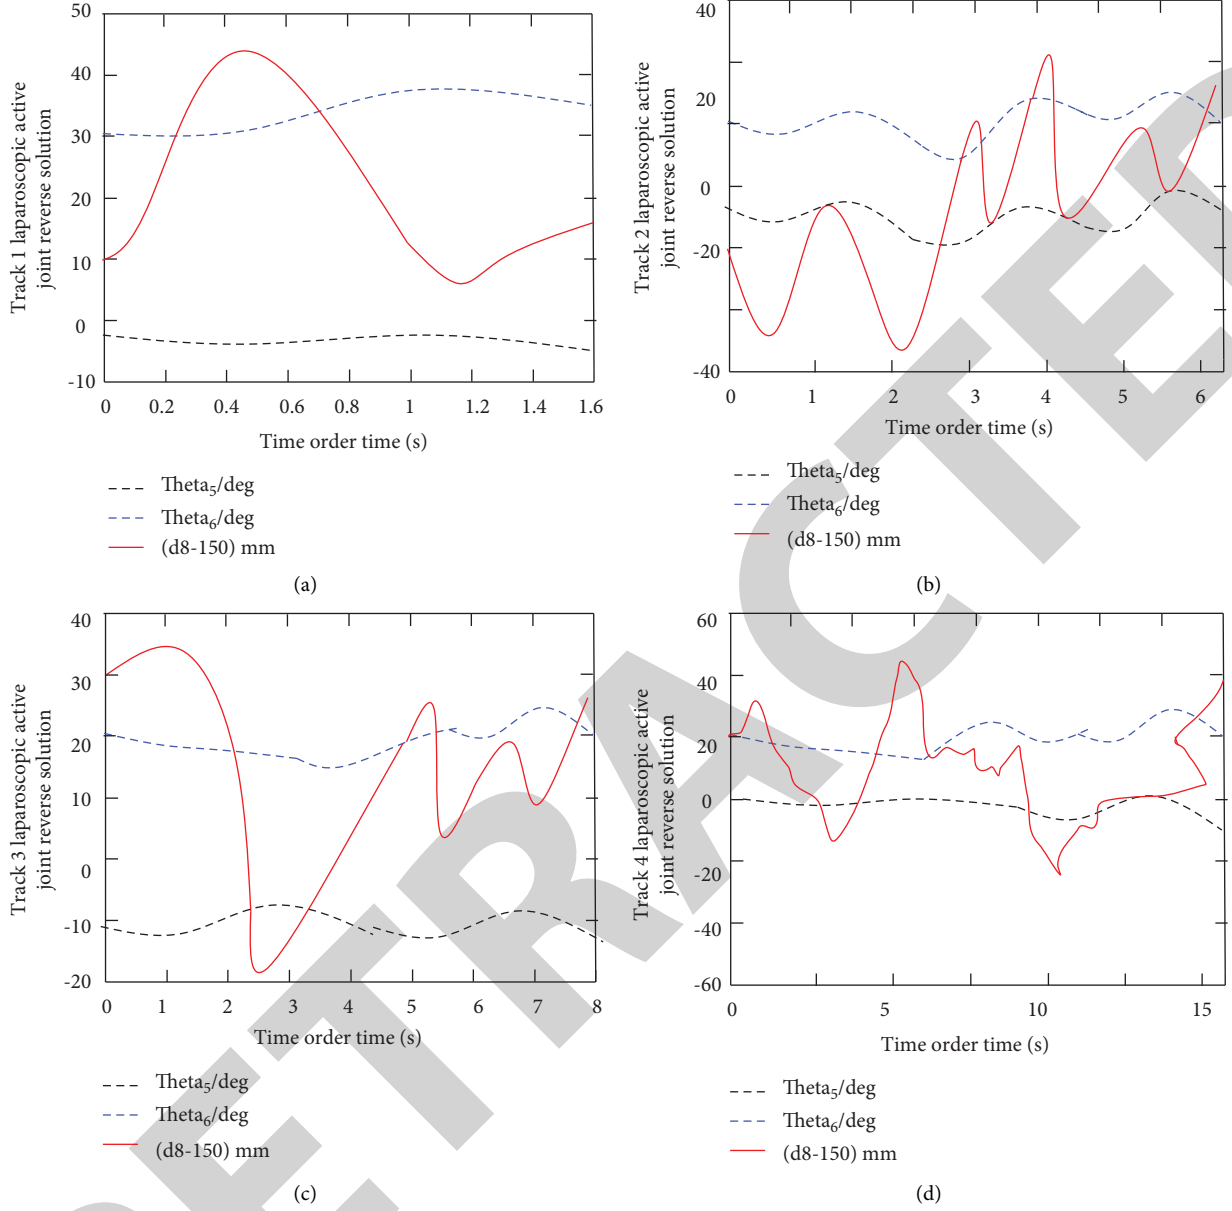 50
40
30
20
10
0
-10
Track 1 laparoscopic active
joint reverse solution
0 0.2 0.4 0.6 0.8 1 1.2 1.4 1.6
Time order time (s)
Theta5/deg
Theta6/deg
(d8-150) mm
(a)
40
20
0
-20
-40
Track 2 laparoscopic active
joint reverse solution
0 1 2 3 4 5 6
Time order time (s)
Theta5/deg
Theta6/deg
(d8-150) mm
(b)
40
30
20
10
0
-10
-20
Track 3 laparoscopic active
joint reverse solution
0 1 2 3 4 5 6 7 8
Time order time (s)
Theta5/deg
Theta6/deg
(d8-150) mm
(c)
60
40
20
0
-20
-40
-60
Track 4 laparoscopic active
joint reverse solution
0 5 10 15
Time order time (s)
Theta5/deg
Theta6/deg
(d8-150) mm
(d)
RETRACTED